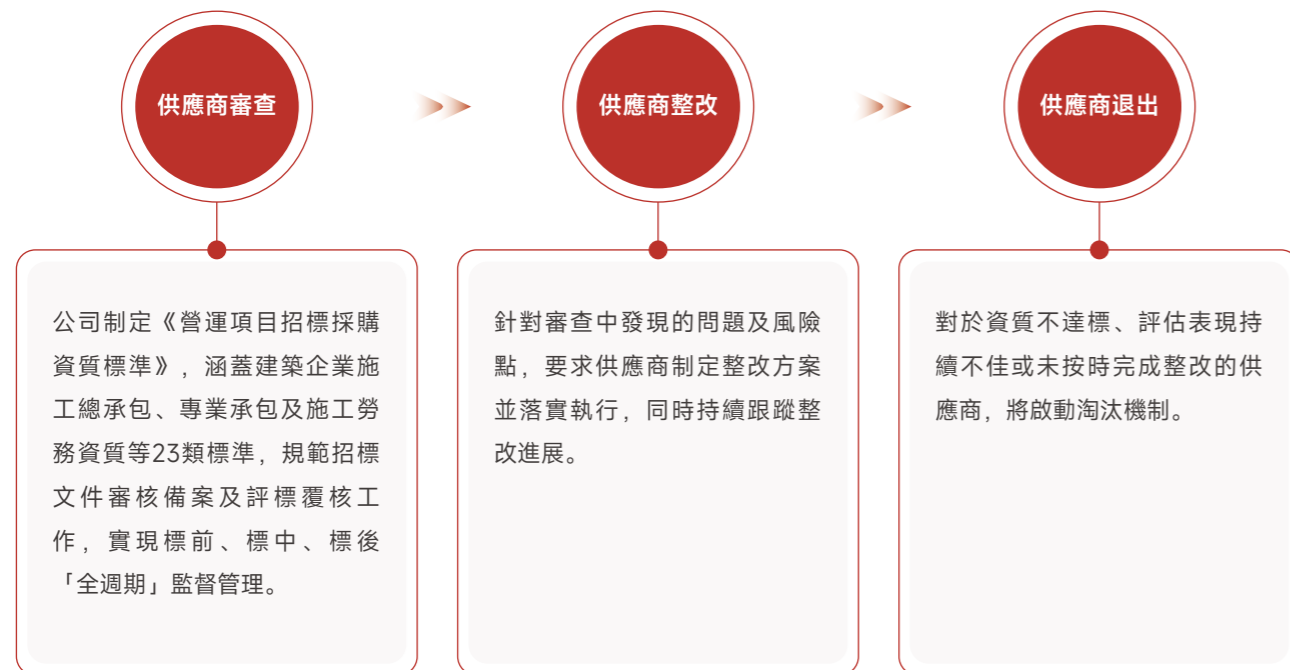 供應商審查
供應商整改
供應商退出
公司制定《營運項目招標採購
資質標準》，涵蓋建築企業施
工總承包、專業承包及施工勞
務資質等23類標準，規範招標
文件審核備案及評標覆核工
作，實現標前、標中、標後
「全週期」監督管理。
針對審查中發現的問題及風險
點，要求供應商制定整改方案
並落實執行，同時持續跟蹤整
改進展。
對於資質不達標、評估表現持
續不佳或未按時完成整改的供
應商，將啟動淘汰機制。